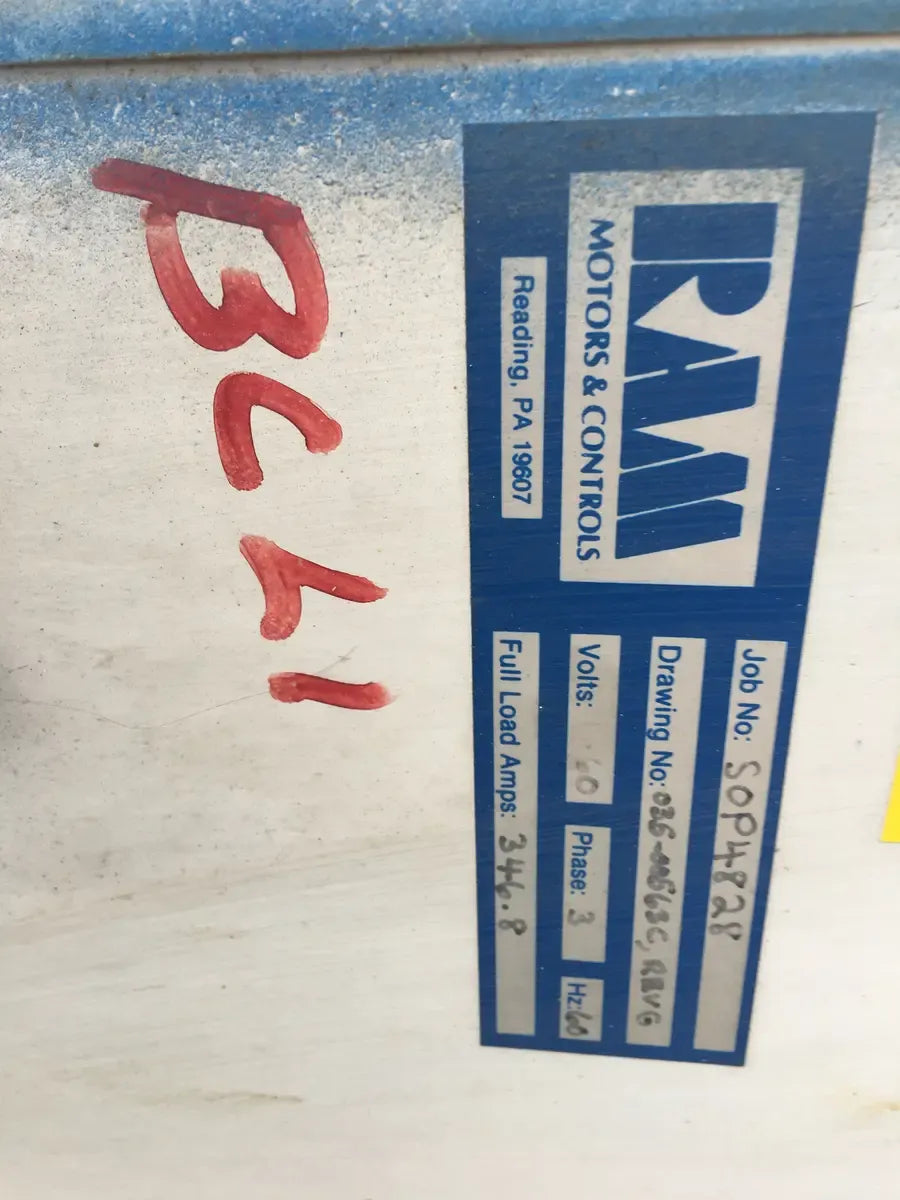 RAM
MOTORS & CONTROLS
Reading, PA 19607
Job No: SOP4828
Drawing No:
Volts: Phase: 3 Hz: 60
Full Load Amps: 346.8